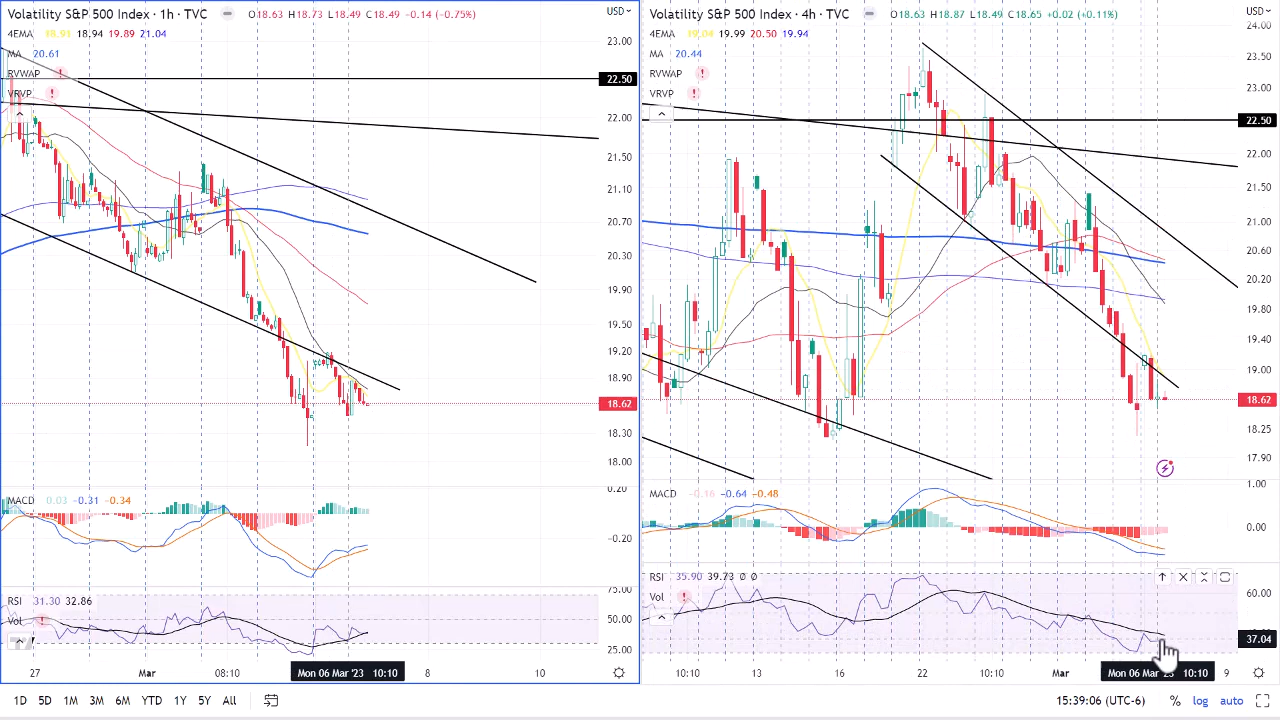 Volatility S&P 500 Index · 1h · TVC O18.63 H18.73 L18.49 C18.49 −0.14 (−0.75%)
4EMA 18.91 18.94 19.89 21.04
MA 20.61
RVWAP !
VRVP !
USD
23.00
22.50
22.00
21.50
21.10
20.70
20.30
19.90
19.50
19.20
18.90
18.62
18.30
18.00
MACD 0.03 −0.31 −0.34
0.20
−0.20
RSI 31.30 32.86
Vol !
75.00
50.00
25.00
27 Mar 08:10 Mon 06 Mar '23 10:10 8 10
Volatility S&P 500 Index · 4h · TVC O18.63 H18.87 L18.49 C18.65 +0.02 (+0.11%)
4EMA 19.04 19.99 20.50 19.94
MA 20.44
RVWAP !
VRVP !
USD
24.00
23.50
23.00
22.50
22.00
21.50
21.00
20.60
20.20
19.80
19.40
19.00
18.62
18.25
17.90
MACD −0.16 −0.64 −0.48
1.00
0.00
RSI 35.90 39.73 Ø Ø
Vol !
60.00
37.04
10:10 13 16 22 10:10 Mar Mon 06 Mar '23 10:10 9
1D 5D 1M 3M 6M YTD 1Y 5Y All
15:39:06 (UTC-6) % log auto